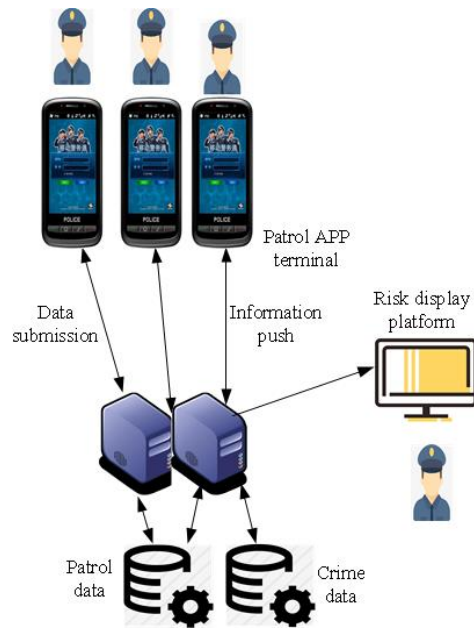 POLICE
POLICE
POLICE
Patrol APP
terminal
Data
submission
Information
push
Risk display
platform
Patrol
data
Crime
data